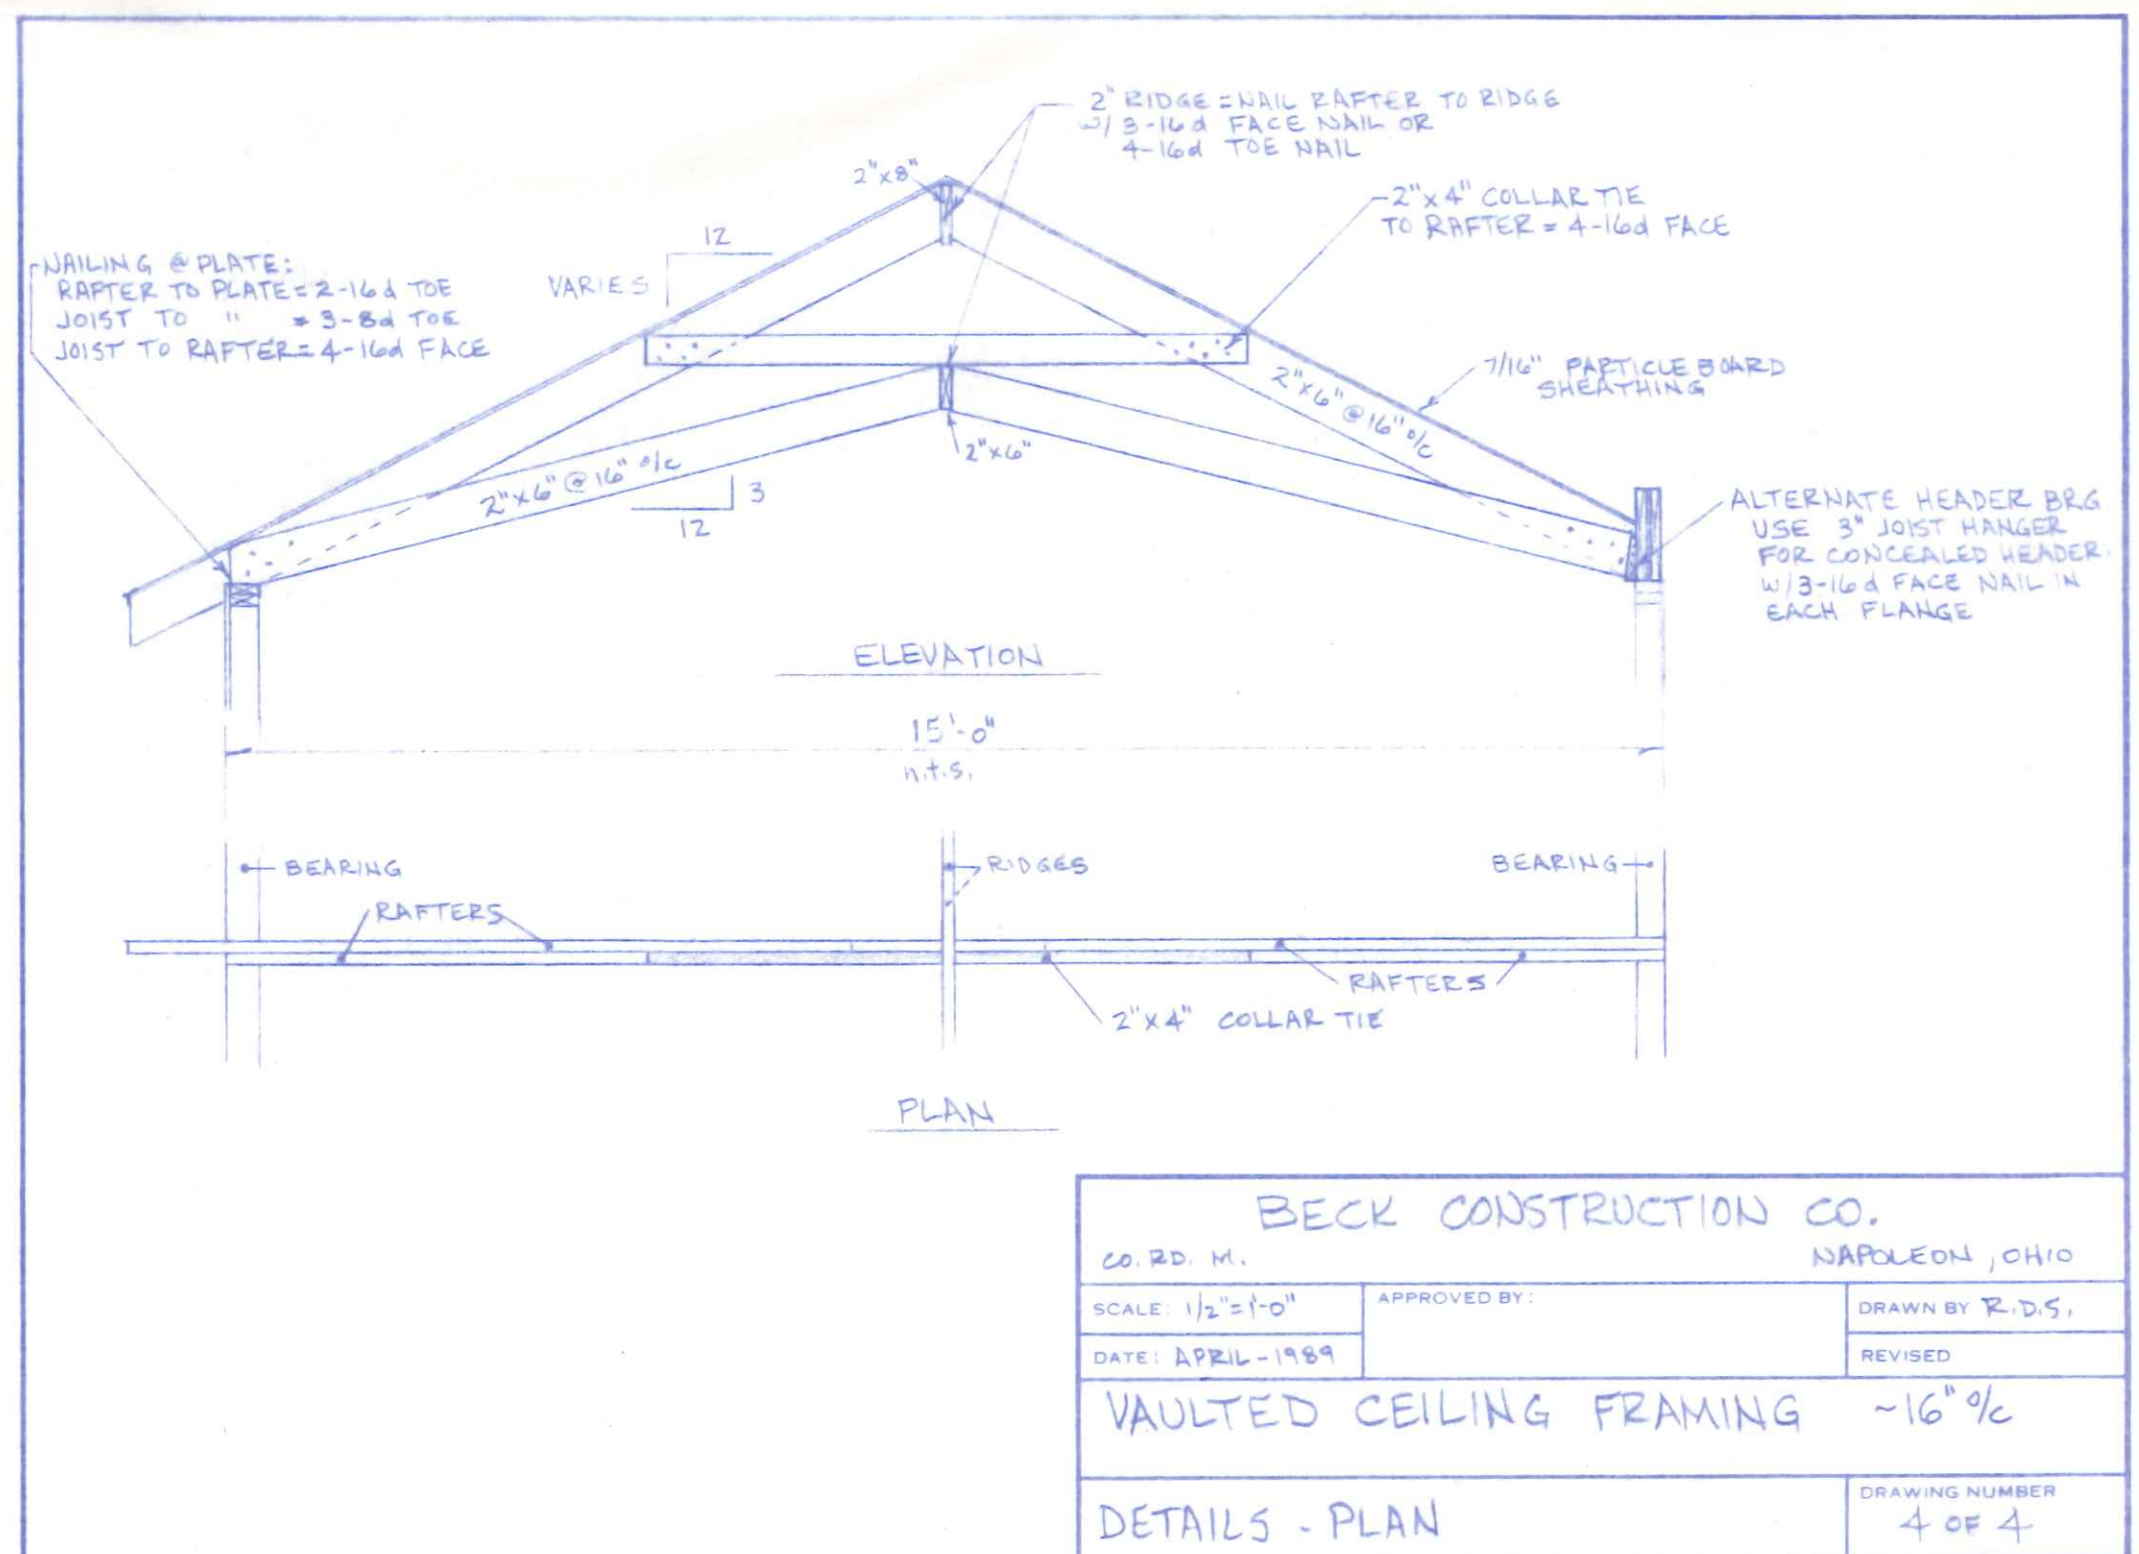 2" RIDGE = NAIL RAFTER TO RIDGE
w/ 3-16d FACE NAIL OR
4-16d TOE NAIL
2"x8"
2"x4" COLLAR TIE
TO RAFTER = 4-16d FACE
12
VARIES
NAILING @ PLATE:
RAFTER TO PLATE = 2-16d TOE
JOIST TO " = 3-8d TOE
JOIST TO RAFTER = 4-16d FACE
7/16" PARTICLE BOARD
SHEATHING
2"x6" @ 16" o/c
2"x6" @ 16" o/c
2"x6"
3
12
ALTERNATE HEADER BRG.
USE 3" JOIST HANGER
FOR CONCEALED HEADER.
w/3-16d FACE NAIL IN
EACH FLANGE
ELEVATION
15'-0"
n.t.s.
BEARING
RIDGES
BEARING
RAFTERS
RAFTERS
2"x4" COLLAR TIE
PLAN
BECK CONSTRUCTION CO.
CO. RD. M. NAPOLEON, OHIO
SCALE: 1/2"=1'-0" APPROVED BY: DRAWN BY R.D.S.
DATE: APRIL-1989 REVISED
VAULTED CEILING FRAMING ~16" o/c
DRAWING NUMBER
DETAILS - PLAN 4 OF 4